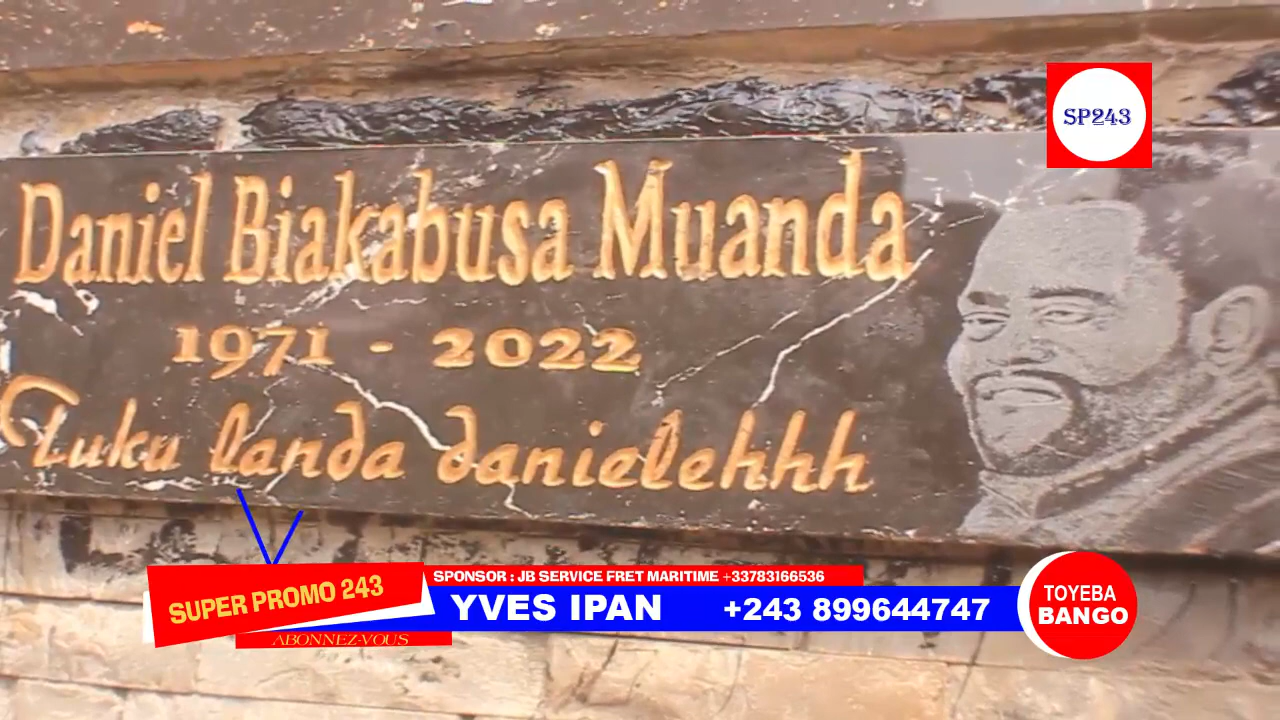 SP243
Daniel Biakabusa Muanda
1971 - 2022
Tuku landa danielehhh
SPONSOR : JB SERVICE FRET MARITIME +33783166536
SUPER PROMO 243
YVES IPAN +243 899644747
TOYEBA
BANGO
ABONNEZ-VOUS